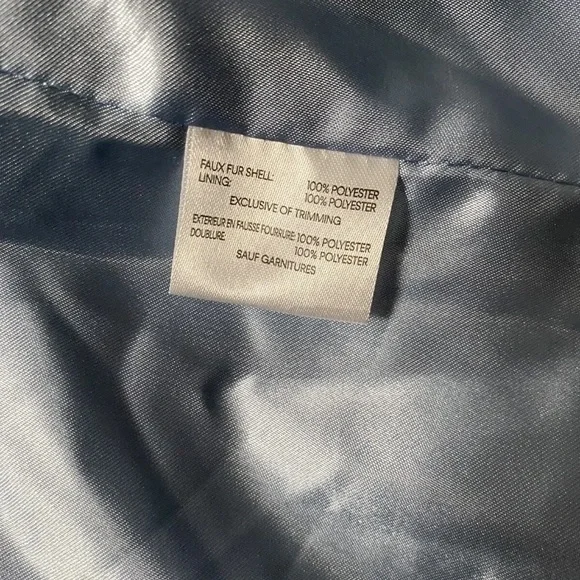 FAUX FUR SHELL: 100% POLYESTER
LINING: 100% POLYESTER
EXCLUSIVE OF TRIMMING
EXTERIEUR EN FAUSSE FOURRURE: 100% POLYESTER
DOUBLURE: 100% POLYESTER
SAUF GARNITURES